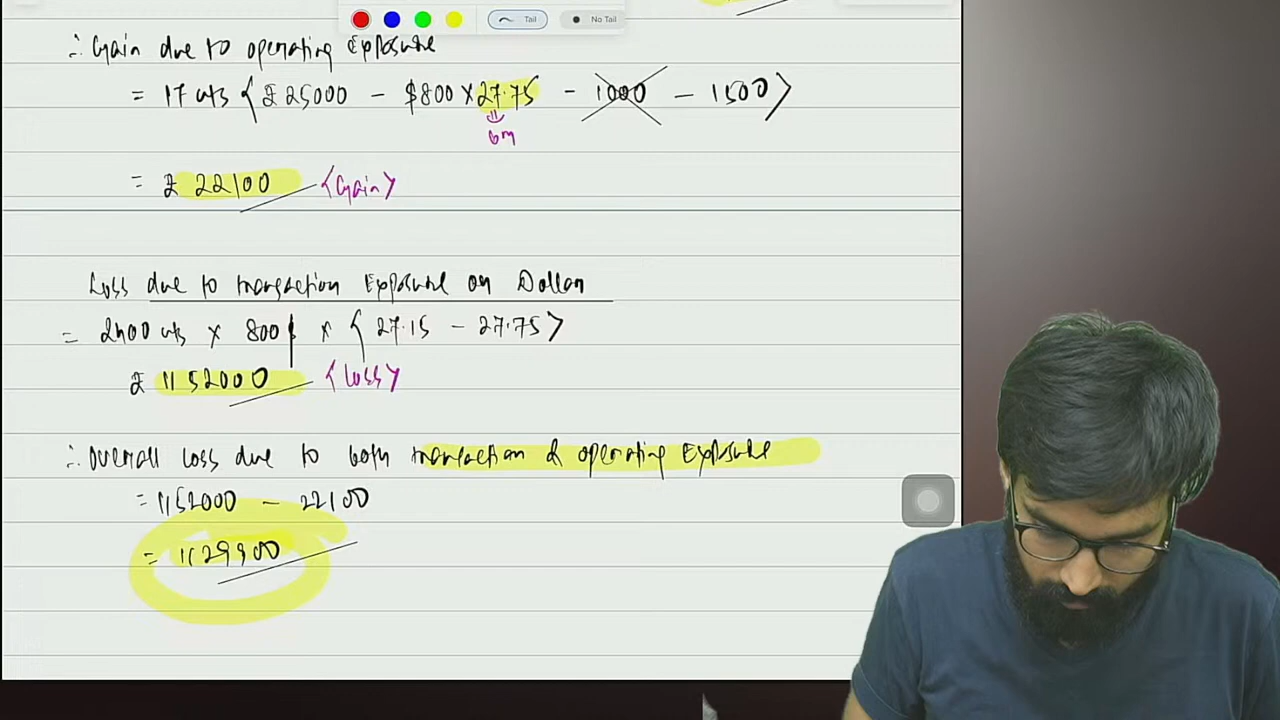 Tail No Tail
∴ Gain due to operating Exposure
= 17 uts < ₹ 25000 - $800 × 27.75 - 1000 - 1500 >
6m
= ₹ 22100 <Gain>
Loss due to transaction Exposure on Dollar
= 2400 uts × 800$ × < 27.15 - 27.75 >
₹ 1152000 <Loss>
∴ Overall Loss due to both transaction & operating Exposure
= 1152000 - 22100
= 1129900